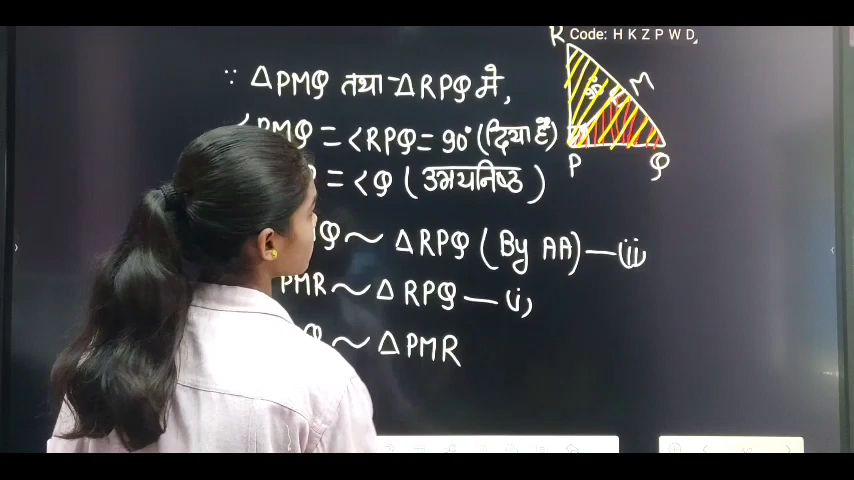 Code: H K Z P W D,
R
M
P
Q
∵ ΔPMQ तथा ΔRPQ में,
<PMQ = <RPQ = 90° (दिया है)
= <Q (उभयनिष्ठ)
Q ~ ΔRPQ (By AA) — (ii)
PMR ~ ΔRPQ — (i)
Q ~ ΔPMR